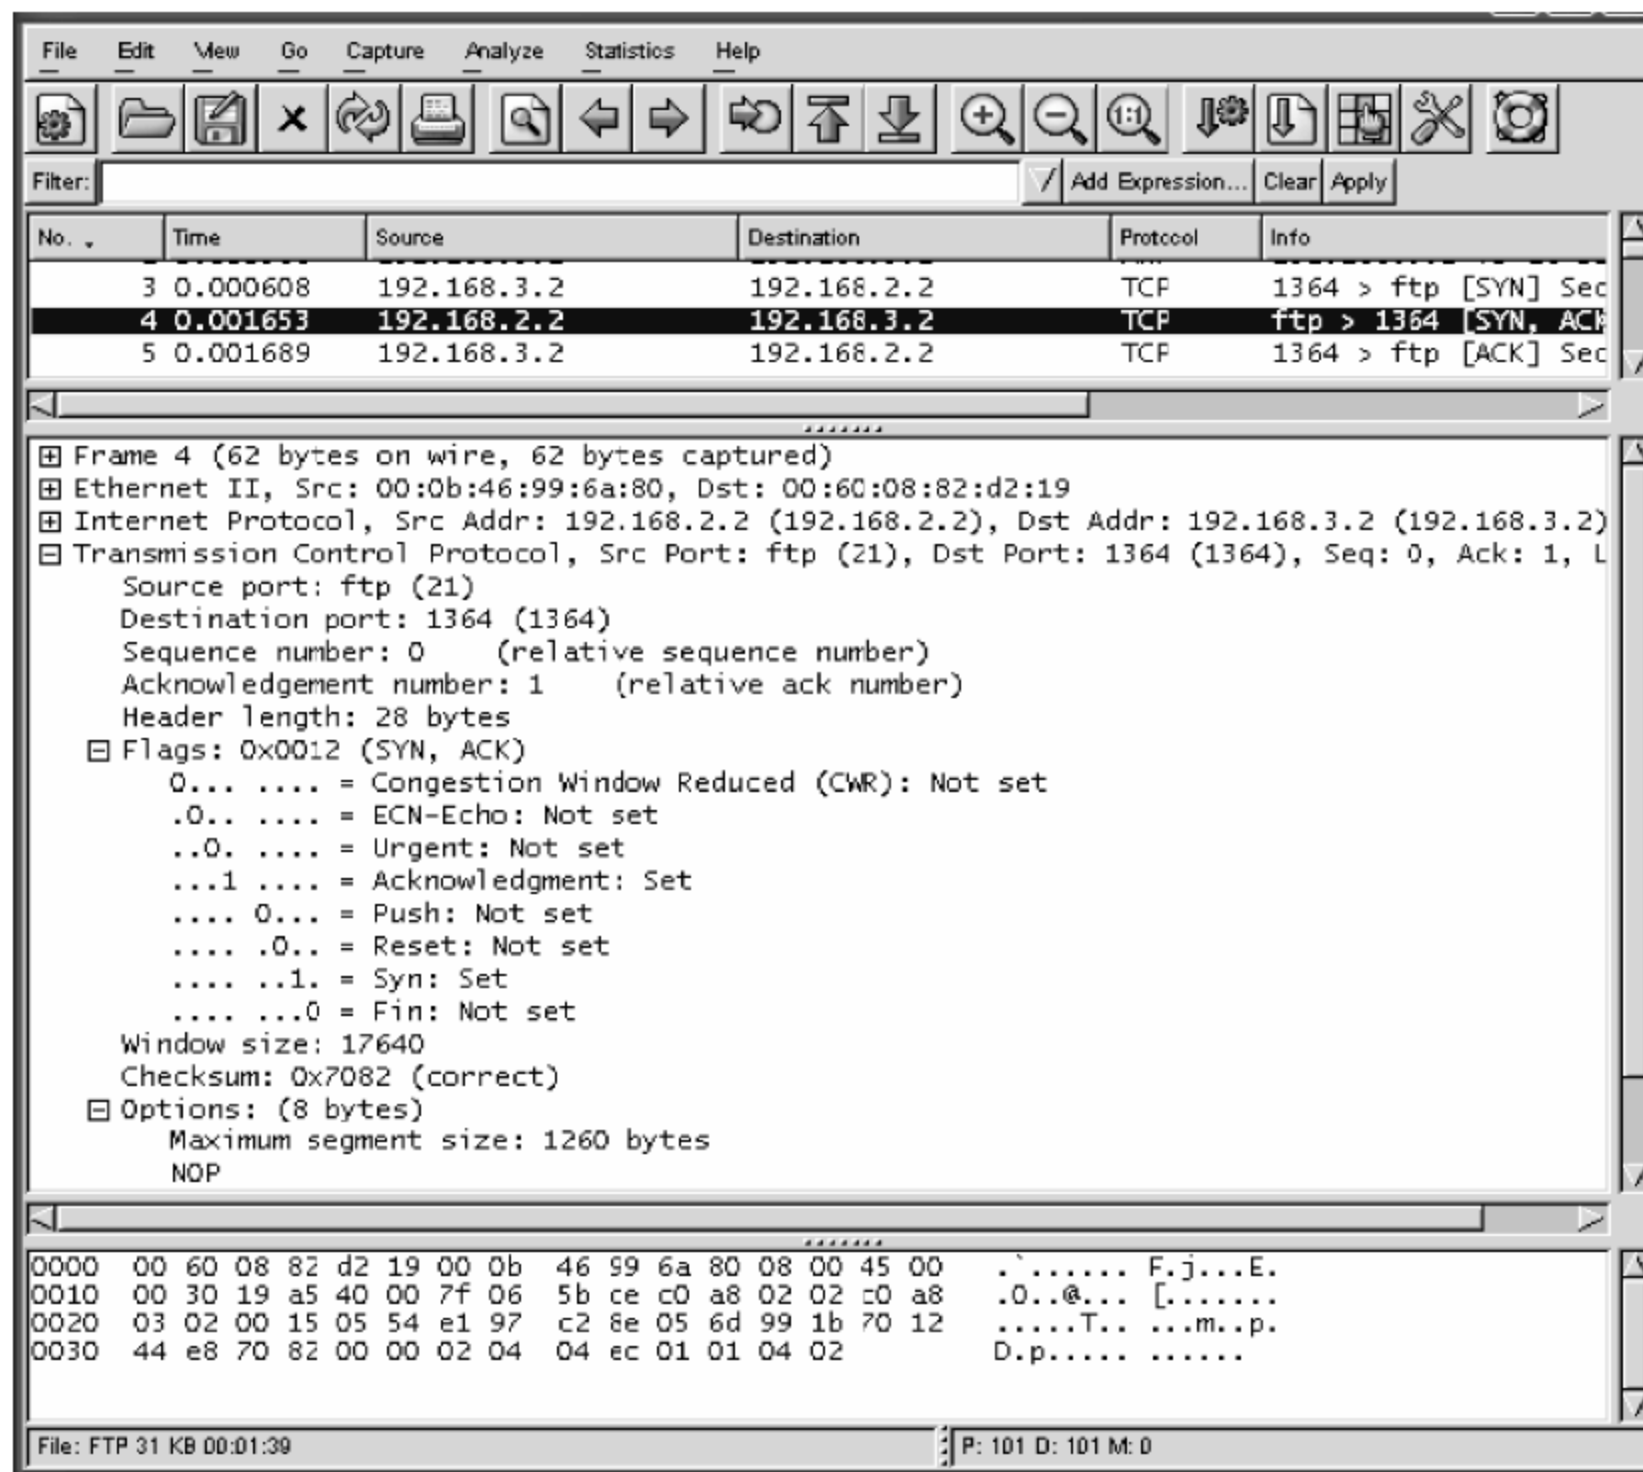 File Edit View Go Capture Analyze Statistics Help
Filter: Add Expression... Clear Apply
No. Time Source Destination Protocol Info
3 0.000608 192.168.3.2 192.168.2.2 TCP 1364 > ftp [SYN] Sec
4 0.001653 192.168.2.2 192.168.3.2 TCP ftp > 1364 [SYN, ACK
5 0.001689 192.168.3.2 192.168.2.2 TCP 1364 > ftp [ACK] Sec
Frame 4 (62 bytes on wire, 62 bytes captured)
Ethernet II, Src: 00:0b:46:99:6a:80, Dst: 00:60:08:82:d2:19
Internet Protocol, Src Addr: 192.168.2.2 (192.168.2.2), Dst Addr: 192.168.3.2 (192.168.3.2)
Transmission Control Protocol, Src Port: ftp (21), Dst Port: 1364 (1364), Seq: 0, Ack: 1, L
Source port: ftp (21)
Destination port: 1364 (1364)
Sequence number: 0 (relative sequence number)
Acknowledgement number: 1 (relative ack number)
Header length: 28 bytes
Flags: 0x0012 (SYN, ACK)
0... .... = Congestion Window Reduced (CWR): Not set
.0.. .... = ECN-Echo: Not set
..0. .... = Urgent: Not set
...1 .... = Acknowledgment: Set
.... 0... = Push: Not set
.... .0.. = Reset: Not set
.... ..1. = Syn: Set
.... ...0 = Fin: Not set
Window size: 17640
Checksum: 0x7082 (correct)
Options: (8 bytes)
Maximum segment size: 1260 bytes
NOP
0000 00 60 08 82 d2 19 00 0b 46 99 6a 80 08 00 45 00 .`...... F.j...E.
0010 00 30 19 a5 40 00 7f 06 5b ce c0 a8 02 02 c0 a8 .0..@... [.......
0020 03 02 00 15 05 54 e1 97 c2 8e 05 6d 99 1b 70 12 .....T.. ...m..p.
0030 44 e8 70 82 00 00 02 04 04 ec 01 01 04 02 D.p..... ......
File: FTP 31 KB 00:01:39 P: 101 D: 101 M: 0